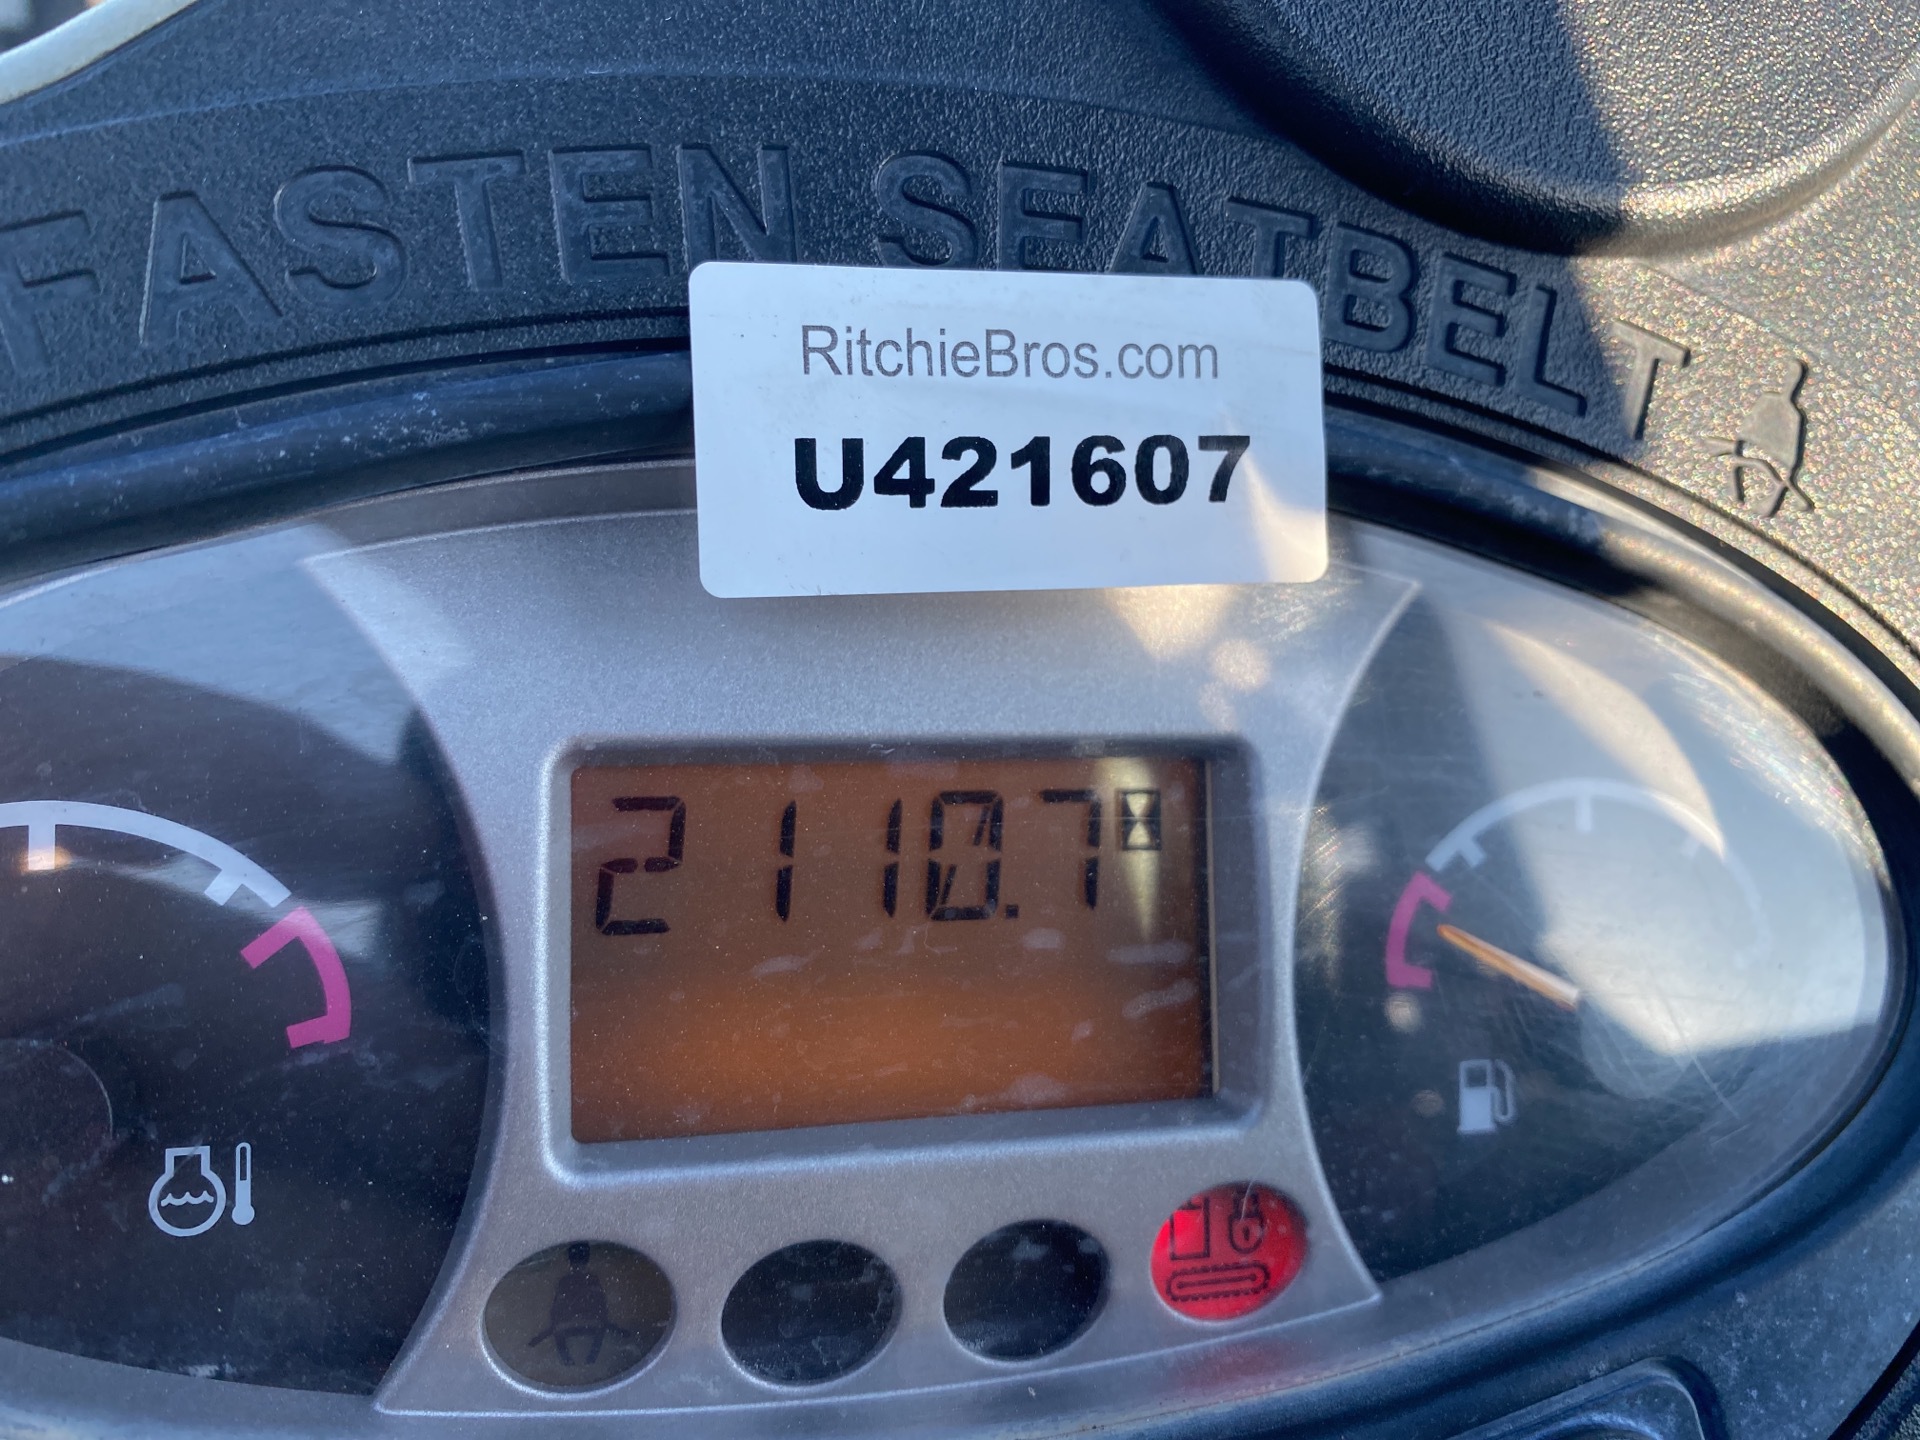 FASTEN SEATBELT
RitchieBros.com
U421607
2110.7